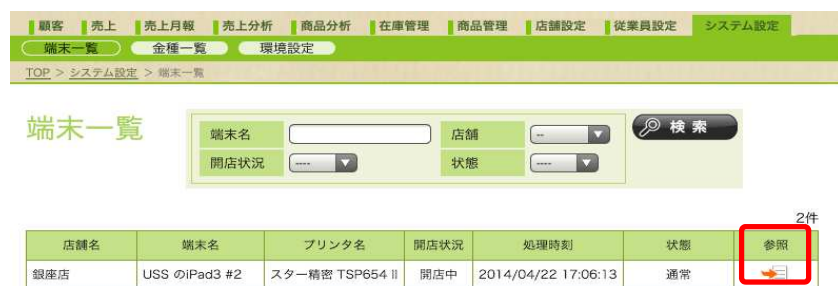 顧客 売上 売上月報 売上分析 商品分析 在庫管理 商品管理 店舗設定 従業員設定 システム設定
端末一覧 金種一覧 環境設定
TOP > システム設定 > 端末一覧
端末一覧
端末名 店舗 -- 検索
開店状況 ---- 状態 ----
2件
店舗名 端末名 プリンタ名 開店状況 処理時刻 状態 参照
銀座店 USS のiPad3 #2 スター精密 TSP654 II 開店中 2014/04/22 17:06:13 通常